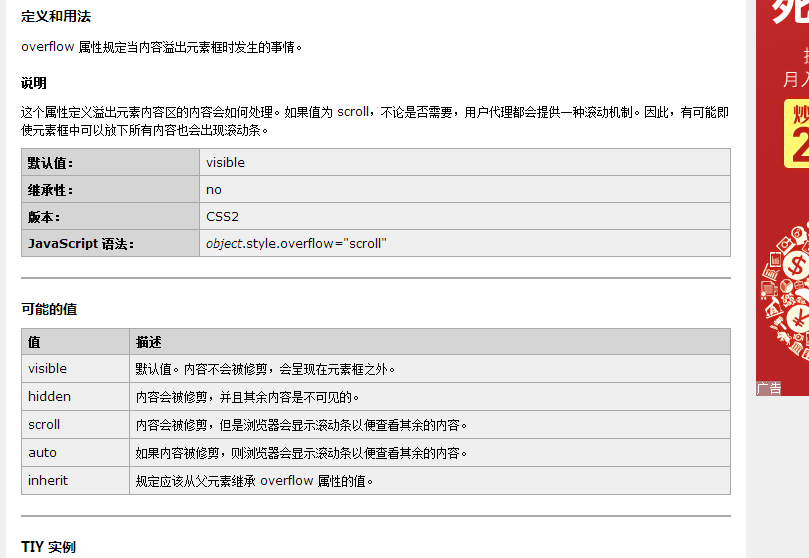 定义和用法
overflow 属性规定当内容溢出元素框时发生的事情。
说明
这个属性定义溢出元素内容区的内容会如何处理。如果值为 scroll，不论是否需要，用户代理都会提供一种滚动机制。因此，有可能即
使元素框中可以放下所有内容也会出现滚动条。
默认值： visible
继承性： no
版本： CSS2
JavaScript 语法： object.style.overflow="scroll"
可能的值
值 描述
visible 默认值。内容不会被修剪，会呈现在元素框之外。
hidden 内容会被修剪，并且其余内容是不可见的。
scroll 内容会被修剪，但是浏览器会显示滚动条以便查看其余的内容。
auto 如果内容被修剪，则浏览器会显示滚动条以便查看其余的内容。
inherit 规定应该从父元素继承 overflow 属性的值。
TIY 实例
月入
炒
2
广告